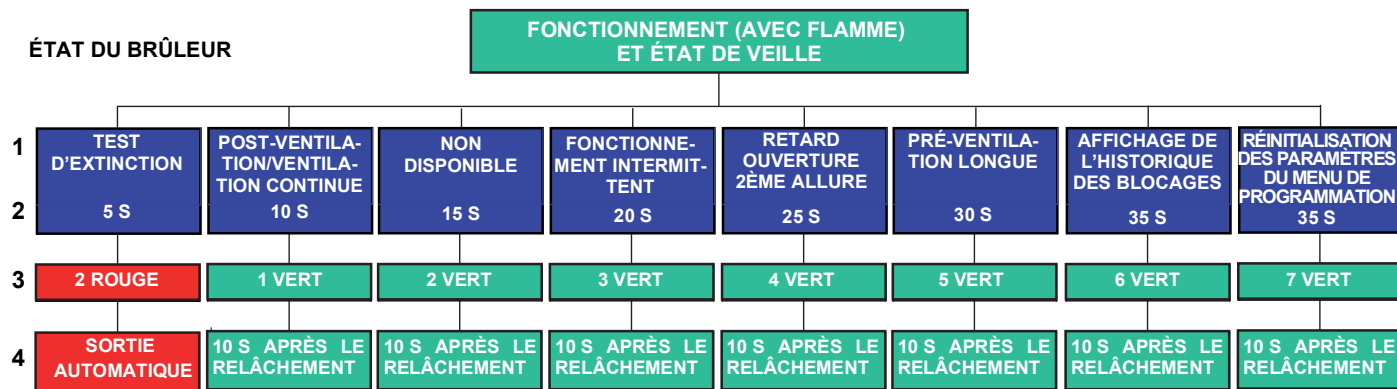 FONCTIONNEMENT (AVEC FLAMME)
ET ÉTAT DE VEILLE
ÉTAT DU BRÛLEUR
1
TEST
D'EXTINCTION
POST-VENTILA-
TION/VENTILA-
TION CONTINUE
NON
DISPONIBLE
FONCTIONNE-
MENT INTERMIT-
TENT
RETARD
OUVERTURE
2ÈME ALLURE
PRÉ-VENTILA-
TION LONGUE
AFFICHAGE DE
L'HISTORIQUE
DES BLOCAGES
RÉINITIALISATION
DES PARAMÈTRES
DU MENU DE
PROGRAMMATION
2
5 S
10 S
15 S
20 S
25 S
30 S
35 S
35 S
3
2 ROUGE
1 VERT
2 VERT
3 VERT
4 VERT
5 VERT
6 VERT
7 VERT
4
SORTIE
AUTOMATIQUE
10 S APRÈS LE
RELÂCHEMENT
10 S APRÈS LE
RELÂCHEMENT
10 S APRÈS LE
RELÂCHEMENT
10 S APRÈS LE
RELÂCHEMENT
10 S APRÈS LE
RELÂCHEMENT
10 S APRÈS LE
RELÂCHEMENT
10 S APRÈS LE
RELÂCHEMENT